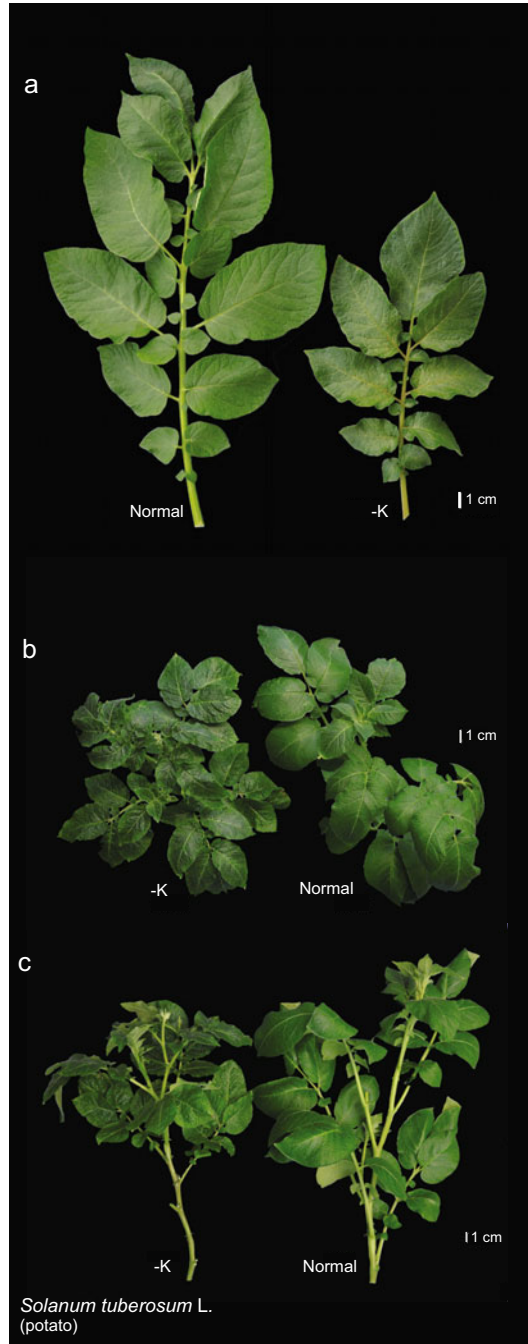 a
Normal
-K
1 cm
b
1 cm
-K
Normal
c
1 cm
-K
Normal
Solanum tuberosum L.
(potato)